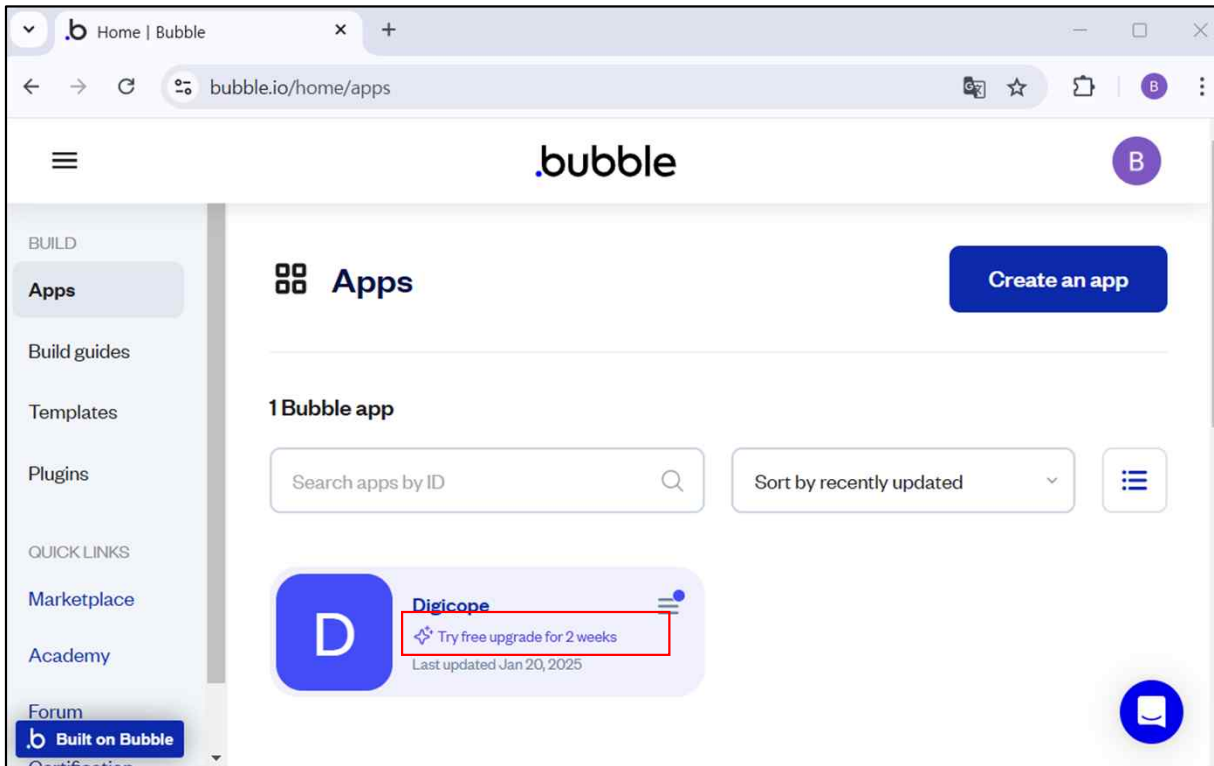 Home | Bubble
bubble.io/home/apps
B
.bubble
B
BUILD
Apps
Build guides
Templates
Plugins
QUICK LINKS
Marketplace
Academy
Forum
.b Built on Bubble
Certification
Apps
Create an app
1 Bubble app
Search apps by ID
Sort by recently updated
D
Digicope
Try free upgrade for 2 weeks
Last updated Jan 20, 2025